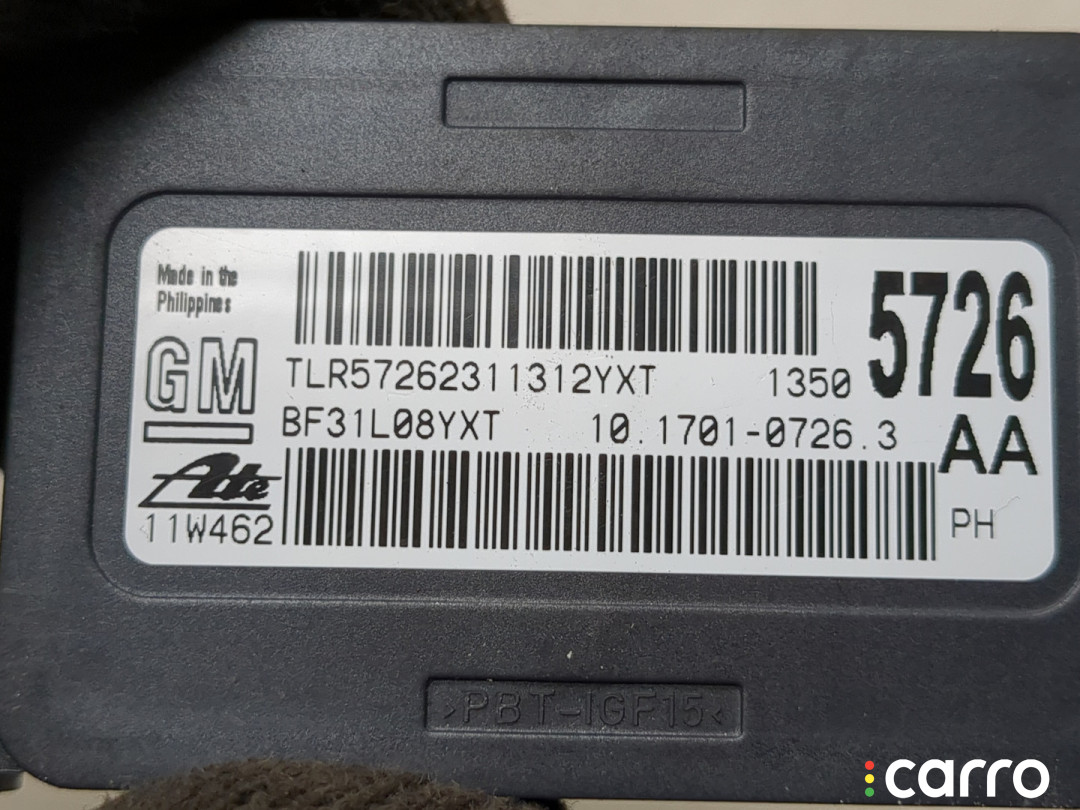 Made in the
Philippines
GM
TLR57262311312YXT 1350
BF31L08YXT 10.1701-0726.3
5726
AA
Ate
11W462
PH
>PBT-IGF15<
carro